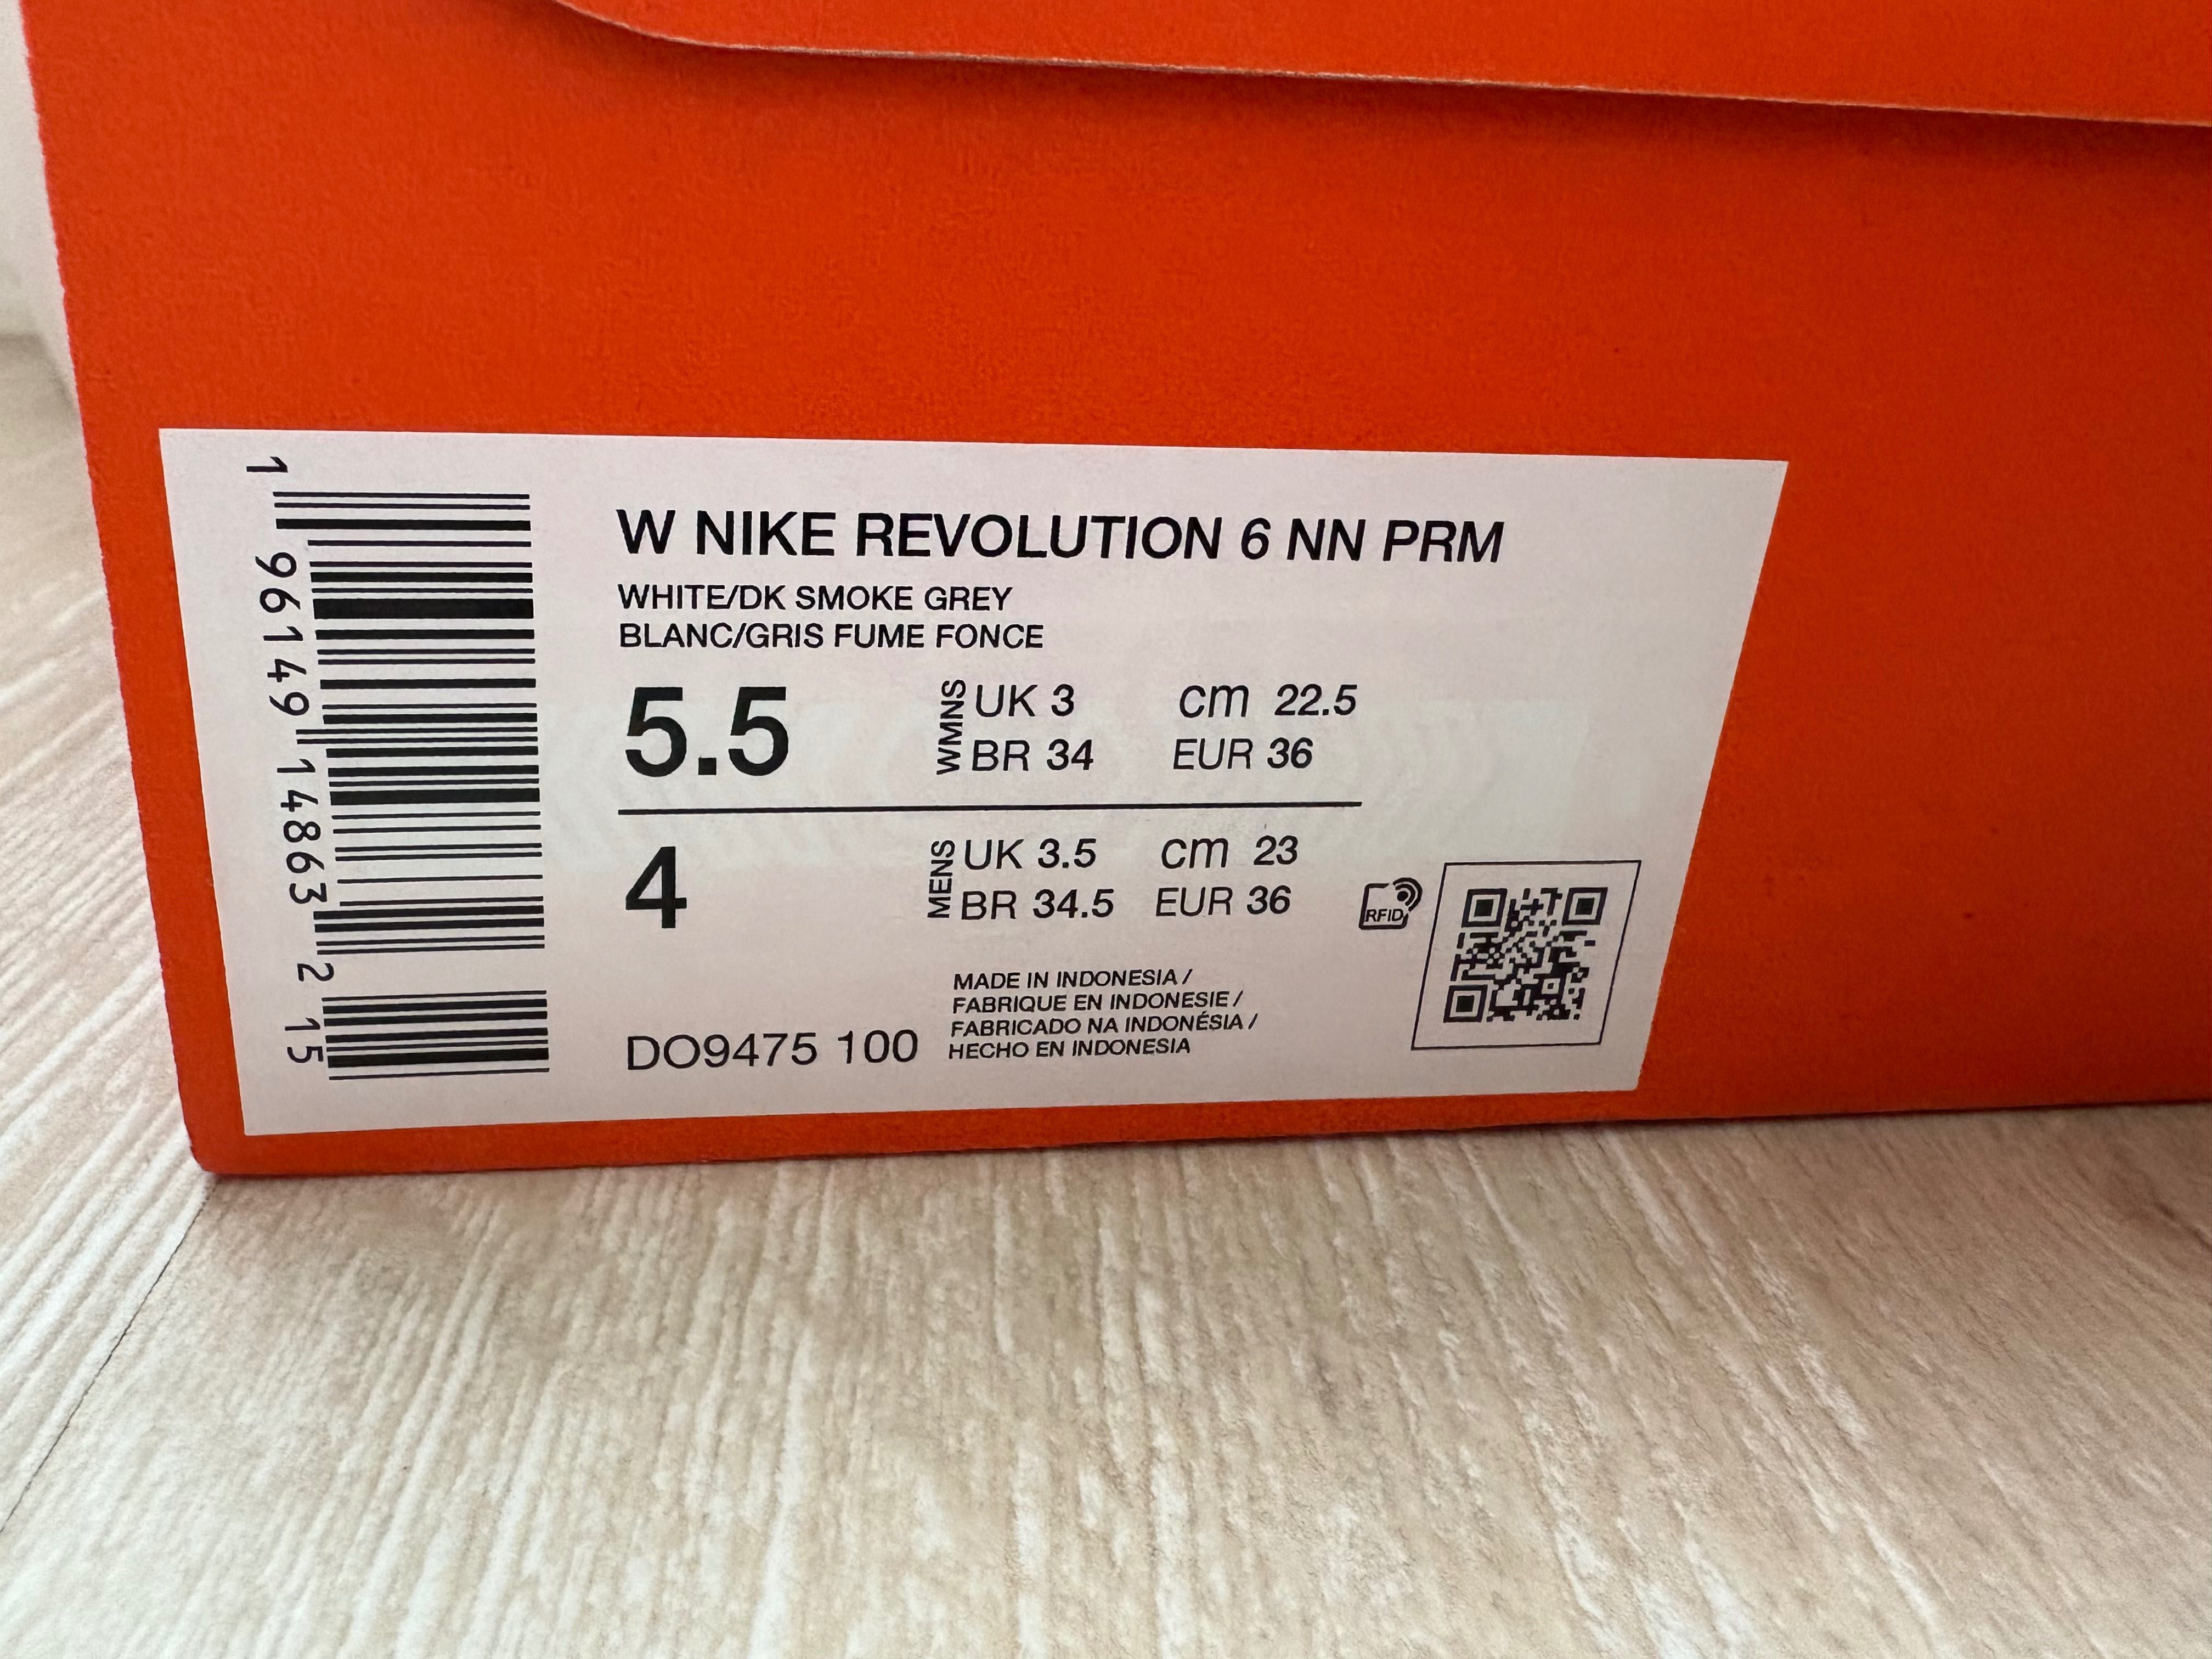 1 96149 14863 2 15
W NIKE REVOLUTION 6 NN PRM
WHITE/DK SMOKE GREY
BLANC/GRIS FUME FONCE
5.5
WMNS
UK 3 cm 22.5
BR 34 EUR 36
4
MENS
UK 3.5 cm 23
BR 34.5 EUR 36
RFID
DO9475 100
MADE IN INDONESIA /
FABRIQUE EN INDONESIE /
FABRICADO NA INDONÉSIA /
HECHO EN INDONESIA